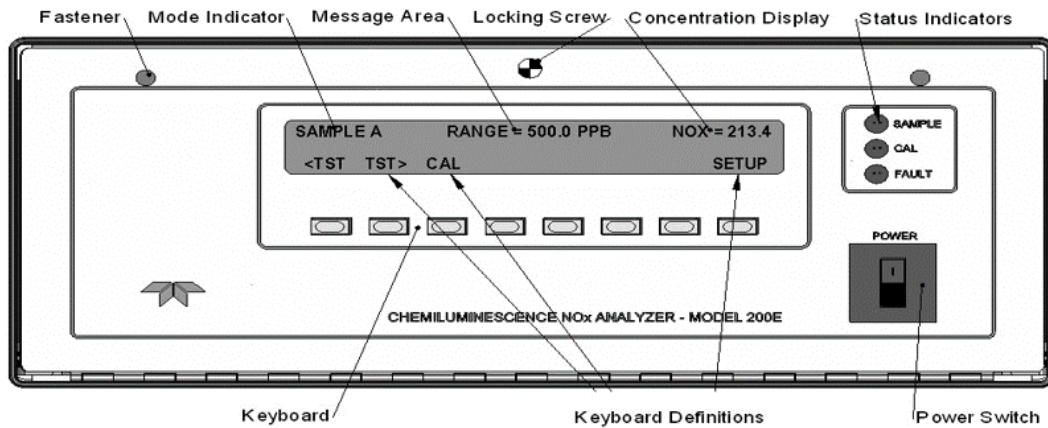 Fastener Mode Indicator Message Area Locking Screw Concentration Display Status Indicators
SAMPLE A RANGE = 500.0 PPB NOX = 213.4
<TST TST> CAL SETUP
SAMPLE
CAL
FAULT
POWER
I
CHEMILUMINESCENCE NOx ANALYZER - MODEL 200E
Keyboard Keyboard Definitions Power Switch